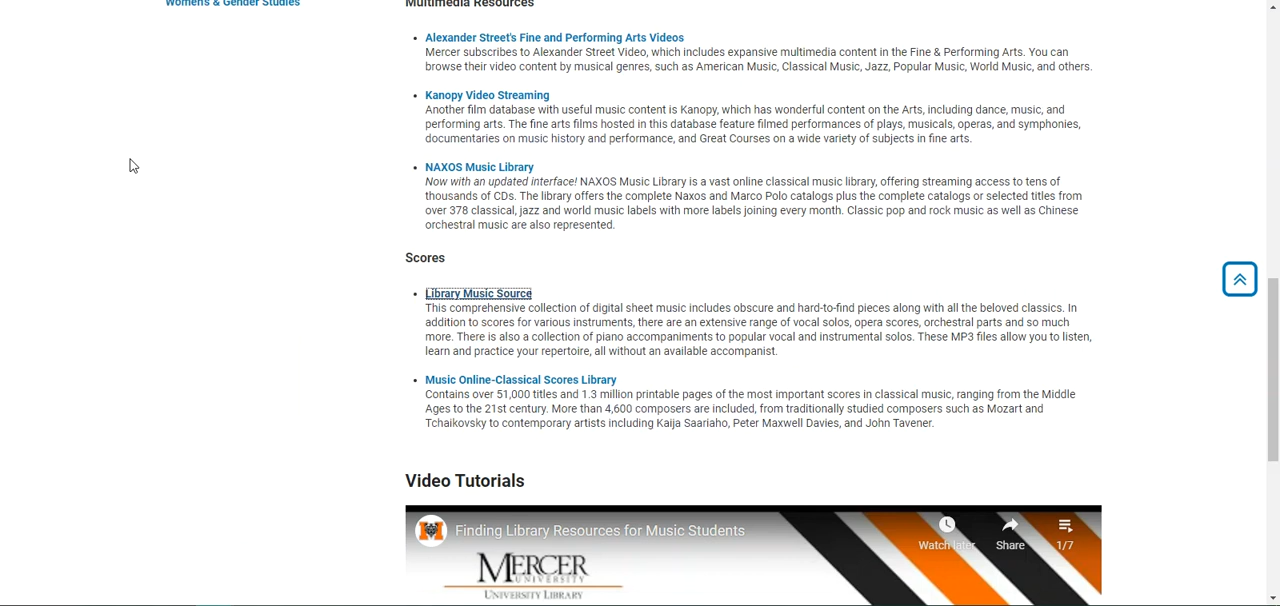 Women's & Gender Studies
Multimedia Resources
Alexander Street's Fine and Performing Arts Videos
Mercer subscribes to Alexander Street Video, which includes expansive multimedia content in the Fine & Performing Arts. You can
browse their video content by musical genres, such as American Music, Classical Music, Jazz, Popular Music, World Music, and others.
Kanopy Video Streaming
Another film database with useful music content is Kanopy, which has wonderful content on the Arts, including dance, music, and
performing arts. The fine arts films hosted in this database feature filmed performances of plays, musicals, operas, and symphonies,
documentaries on music history and performance, and Great Courses on a wide variety of subjects in fine arts.
NAXOS Music Library
Now with an updated interface! NAXOS Music Library is a vast online classical music library, offering streaming access to tens of
thousands of CDs. The library offers the complete Naxos and Marco Polo catalogs plus the complete catalogs or selected titles from
over 378 classical, jazz and world music labels with more labels joining every month. Classic pop and rock music as well as Chinese
orchestral music are also represented.
Scores
Library Music Source
This comprehensive collection of digital sheet music includes obscure and hard-to-find pieces along with all the beloved classics. In
addition to scores for various instruments, there are an extensive range of vocal solos, opera scores, orchestral parts and so much
more. There is also a collection of piano accompaniments to popular vocal and instrumental solos. These MP3 files allow you to listen,
learn and practice your repertoire, all without an available accompanist.
Music Online-Classical Scores Library
Contains over 51,000 titles and 1.3 million printable pages of the most important scores in classical music, ranging from the Middle
Ages to the 21st century. More than 4,600 composers are included, from traditionally studied composers such as Mozart and
Tchaikovsky to contemporary artists including Kaija Saariaho, Peter Maxwell Davies, and John Tavener.
Video Tutorials
Finding Library Resources for Music Students
Watch later Share 1/7
MERCER
UNIVERSITY
UNIVERSITY LIBRARY